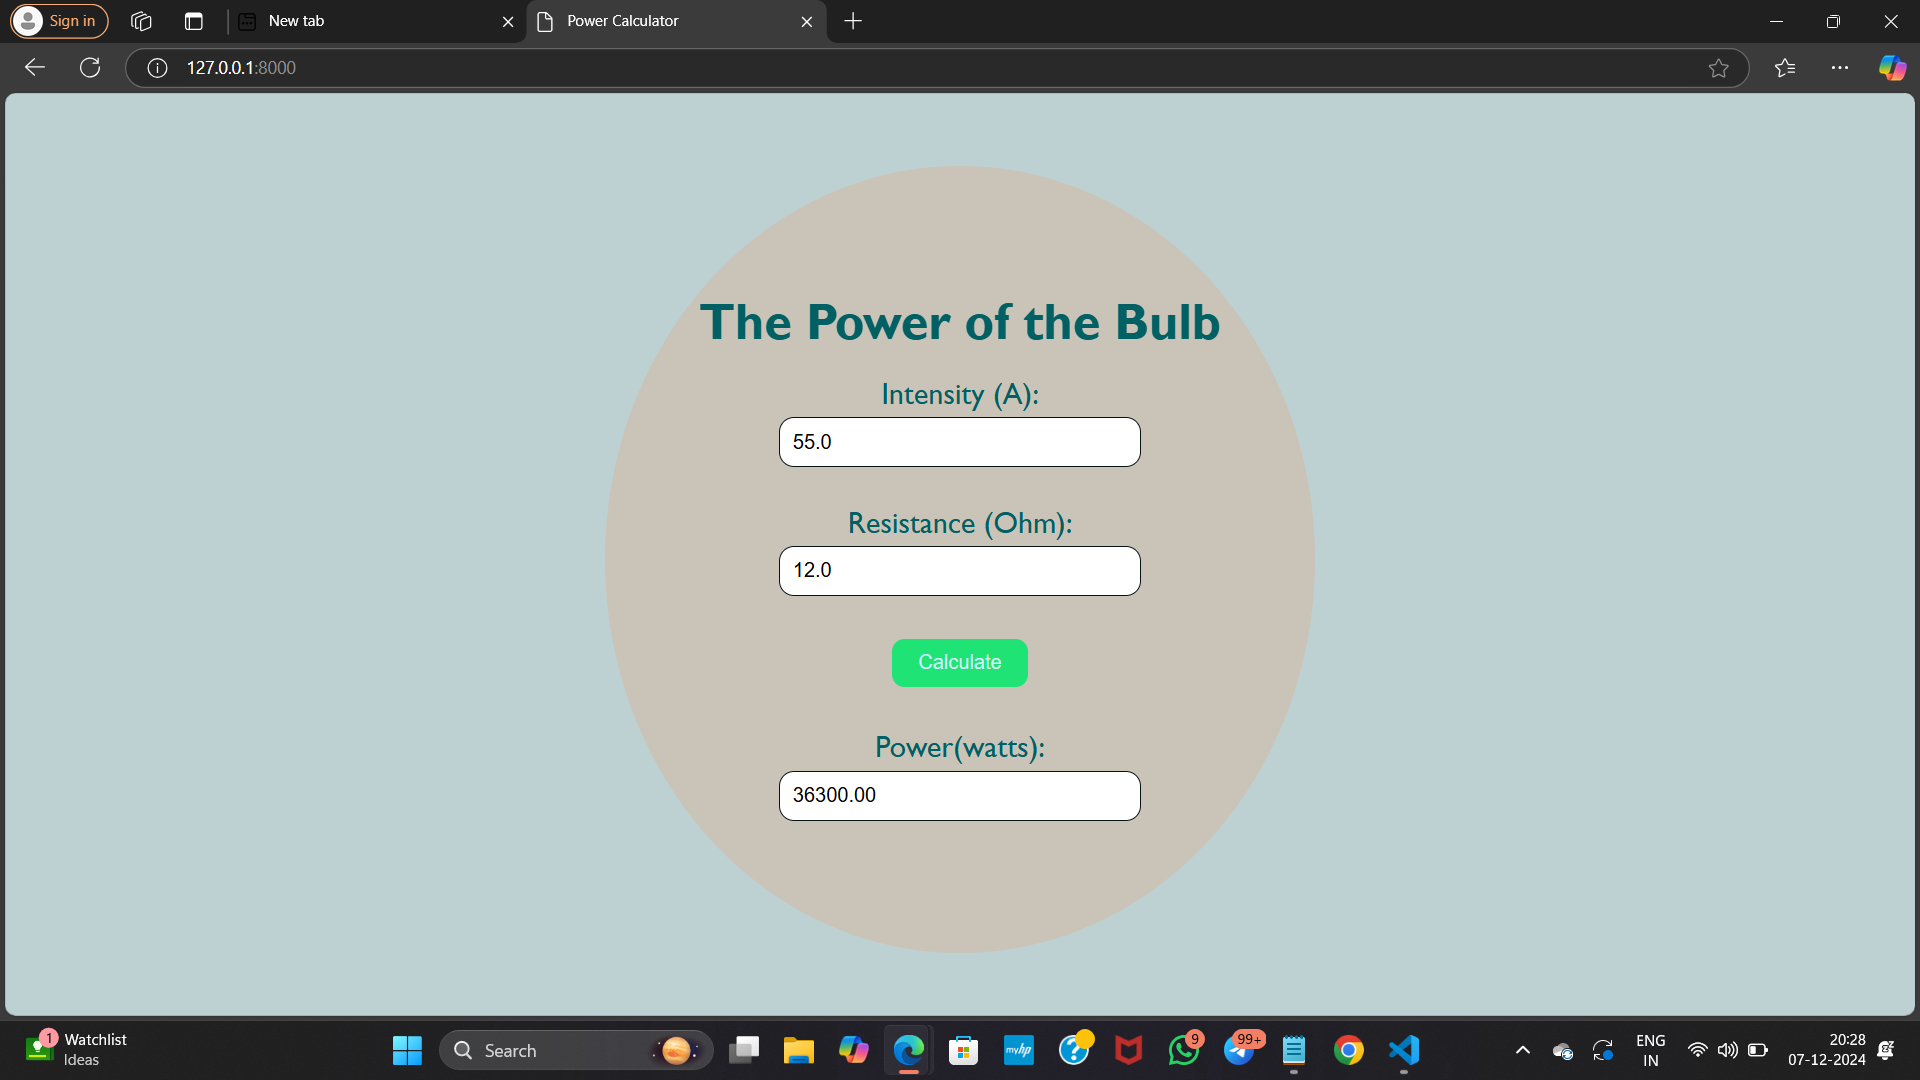 Sign in
New tab
Power Calculator
127.0.0.1:8000
The Power of the Bulb
Intensity (A):
55.0
Resistance (Ohm):
12.0
Calculate
Power(watts):
36300.00
1
Watchlist
Ideas
Search
myhp
9
99+
ENG
IN
20:28
07-12-2024